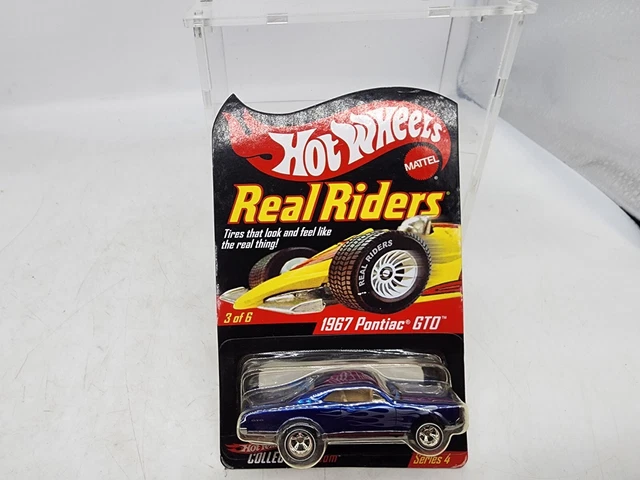 Hot Wheels
MATTEL
Real Riders
Tires that look and feel like
the real thing!
REAL RIDERS
3 of 6
1967 Pontiac® GTO™
Series 4